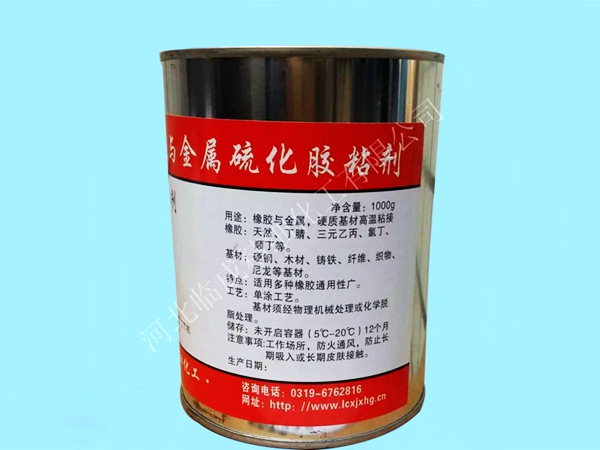 与金属硫化胶粘剂
剂
净含量：1000g
用途：橡胶与金属，硬质基材高温粘接
橡胶：天然、丁腈、三元乙丙、氯丁、
顺丁等。
基材：硬铜、木材、铸铁、纤维、织物、
尼龙等基材。
特点：适用多种橡胶通用性广。
工艺：单涂工艺。
基材须经物理机械处理或化学脱
脂处理。
储存：未开启容器（5℃-20℃）12个月
注意事项:工作场所，防火通风，防止长
期吸入或长期皮肤接触。
生产日期：
化工.
咨询电话：0319-6762816
网址：http://www.lcxjxhg.cn